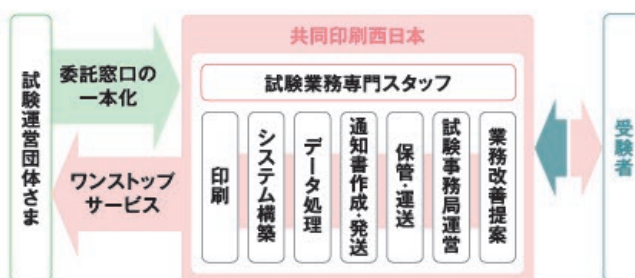 試験運営団体さま
委託窓口の
一本化
ワンストップ
サービス
共同印刷西日本
試験業務専門スタッフ
印刷
システム構築
データ処理
通知書作成・発送
保管・運送
試験事務局運営
業務改善提案
受験者